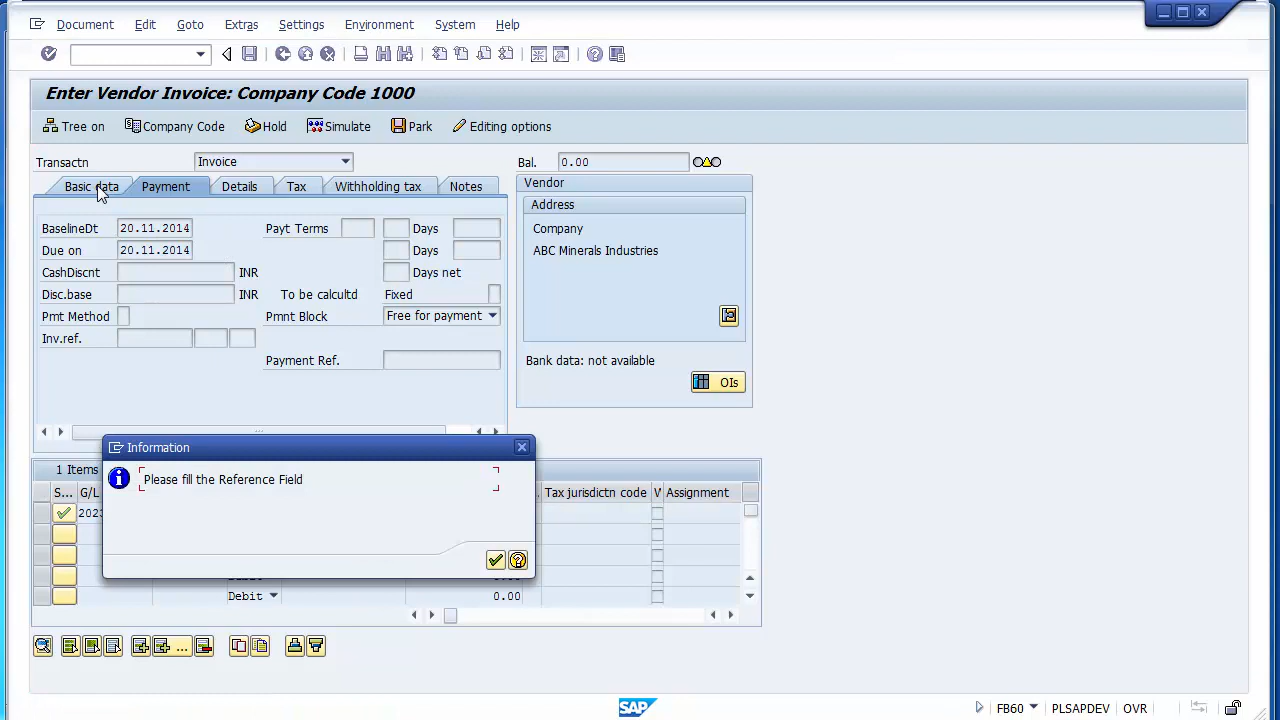 Document Edit Goto Extras Settings Environment System Help
Enter Vendor Invoice: Company Code 1000
Tree on Company Code Hold Simulate Park Editing options
Transactn Invoice Bal. 0.00
Basic data Payment Details Tax Withholding tax Notes
Vendor
Address
BaselineDt 20.11.2014 Payt Terms Days
Company
Due on 20.11.2014 Days
ABC Minerals Industries
CashDiscnt INR Days net
Disc.base INR To be calcultd Fixed
Pmt Method Pmnt Block Free for payment
Inv.ref.
Payment Ref.
Bank data: not available
OIs
Information
1 Items
Please fill the Reference Field
S... G/L Tax jurisdictn code V Assignment
2023
Debit 0.00
SAP
FB60 PLSAPDEV OVR